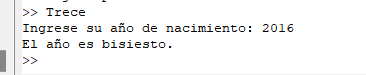 >> Trece
Ingrese su año de nacimiento: 2016
El año es bisiesto.
>>